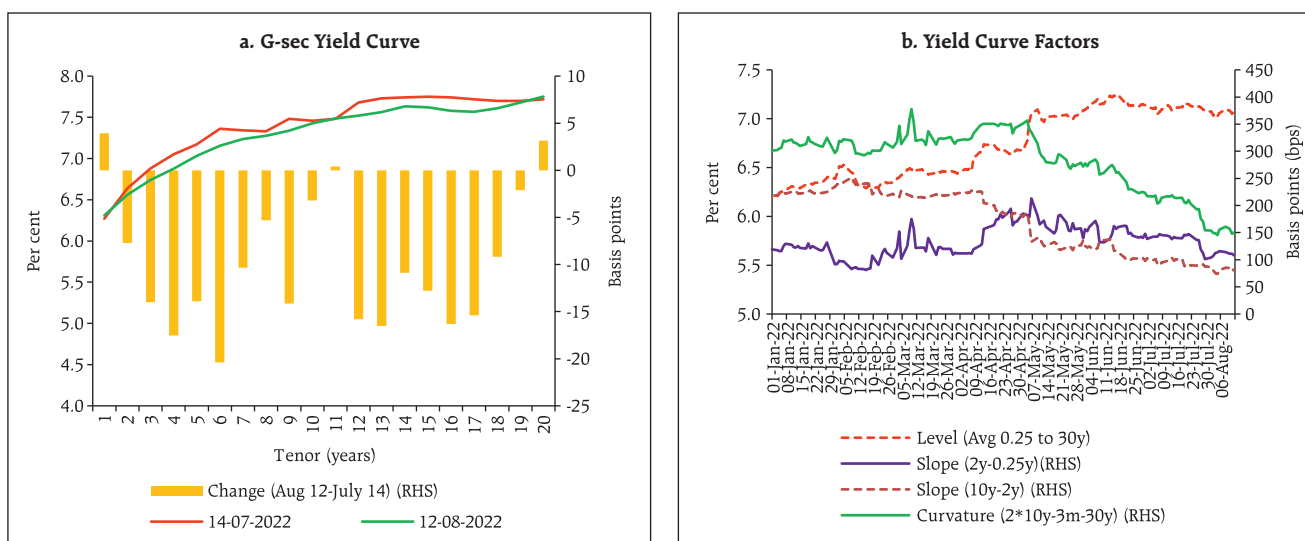 a. G-sec Yield Curve
8.0
7.5
7.0
6.5
6.0
5.5
5.0
4.5
4.0
Per cent
10
5
0
-5
-10
-15
-20
-25
Basis points
1
2
3
4
5
6
7
8
9
10
11
12
13
14
15
16
17
18
19
20
Tenor (years)
Change (Aug 12-July 14) (RHS)
14-07-2022
12-08-2022
b. Yield Curve Factors
7.5
7.0
6.5
6.0
5.5
5.0
Per cent
450
400
350
300
250
200
150
100
50
0
Basis points (bps)
01-Jan-22
08-Jan-22
15-Jan-22
22-Jan-22
29-Jan-22
05-Feb-22
12-Feb-22
19-Feb-22
26-Feb-22
05-Mar-22
12-Mar-22
19-Mar-22
26-Mar-22
02-Apr-22
09-Apr-22
16-Apr-22
23-Apr-22
30-Apr-22
07-May-22
14-May-22
21-May-22
28-May-22
04-Jun-22
11-Jun-22
18-Jun-22
25-Jun-22
02-Jul-22
09-Jul-22
16-Jul-22
23-Jul-22
30-Jul-22
06-Aug-22
Level (Avg 0.25 to 30y)
Slope (2y-0.25y)(RHS)
Slope (10y-2y) (RHS)
Curvature (2*10y-3m-30y) (RHS)